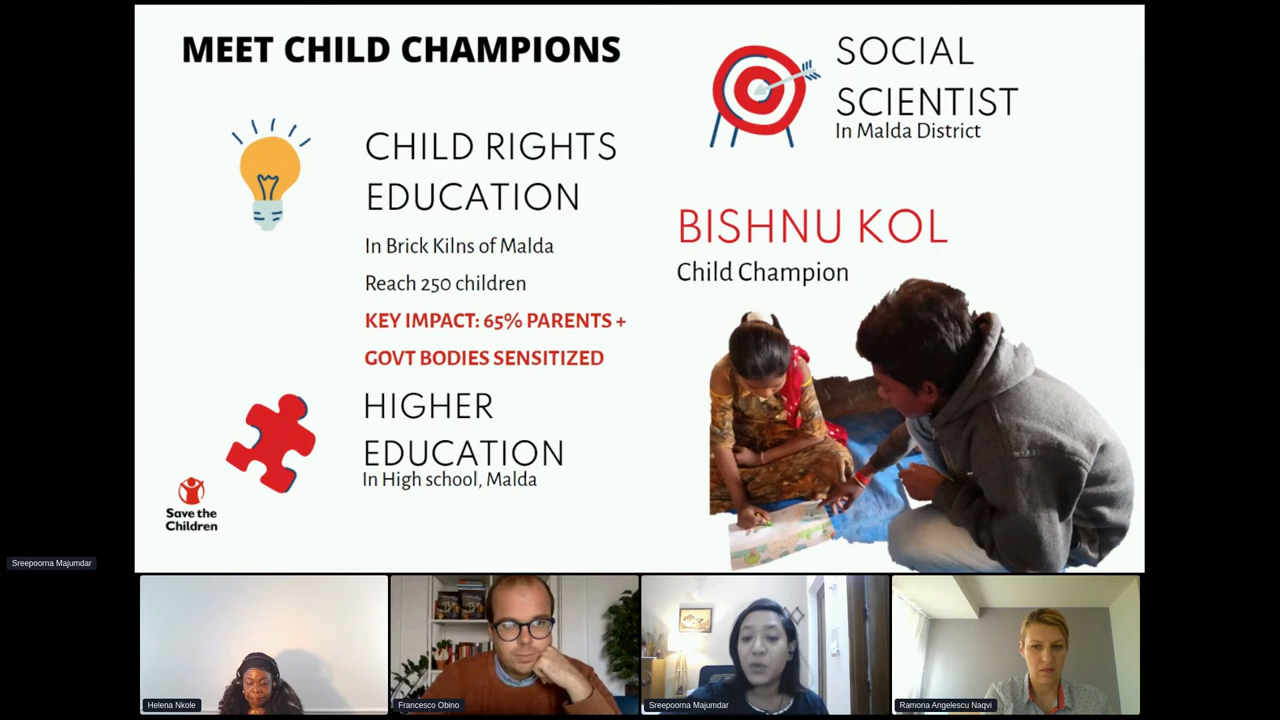 MEET CHILD CHAMPIONS
CHILD RIGHTS
EDUCATION
In Brick Kilns of Malda
Reach 250 children
KEY IMPACT: 65% PARENTS +
GOVT BODIES SENSITIZED
HIGHER
EDUCATION
In High school, Malda
Save the
Children
SOCIAL
SCIENTIST
In Malda District
BISHNU KOL
Child Champion
Sreepoorna Majumdar
Helena Nkole
Francesco Obino
Sreepoorna Majumdar
Ramona Angelescu Naqvi